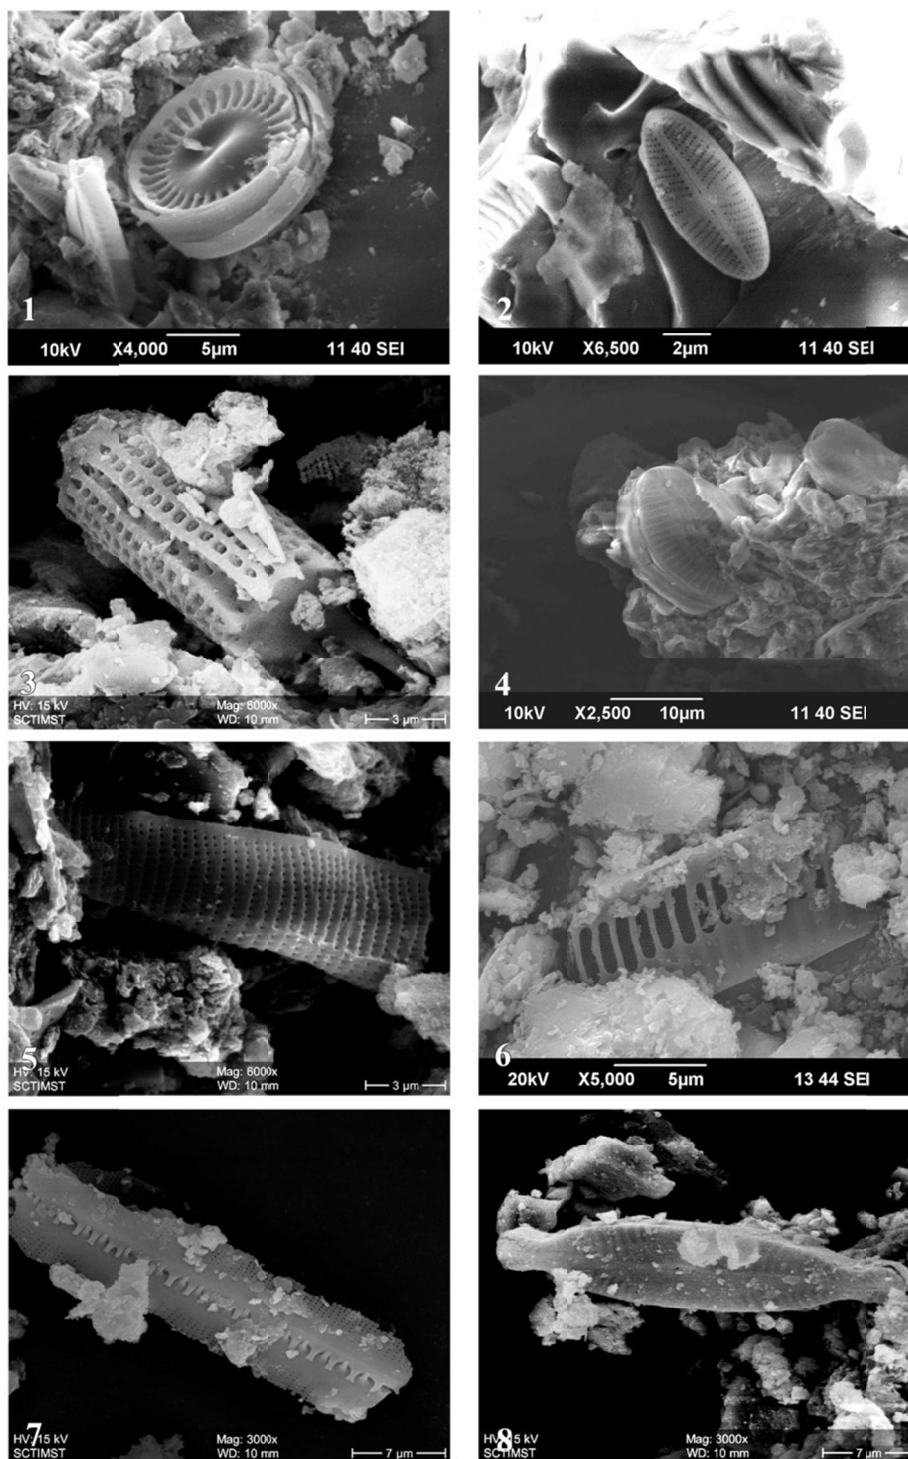 1
10kV X4,000 5µm 11 40 SEI
2
10kV X6,500 2µm 11 40 SEI
3
HV: 15 kV Mag: 6000x
SCTIMST WD: 10 mm 3 µm
4
10kV X2,500 10µm 11 40 SEI
5
HV: 15 kV Mag: 6000x
SCTIMST WD: 10 mm 3 µm
6
20kV X5,000 5µm 13 44 SEI
7
HV: 15 kV Mag: 3000x
SCTIMST WD: 10 mm 7 µm
8
HV: 15 kV Mag: 3000x
SCTIMST WD: 10 mm 7 µm